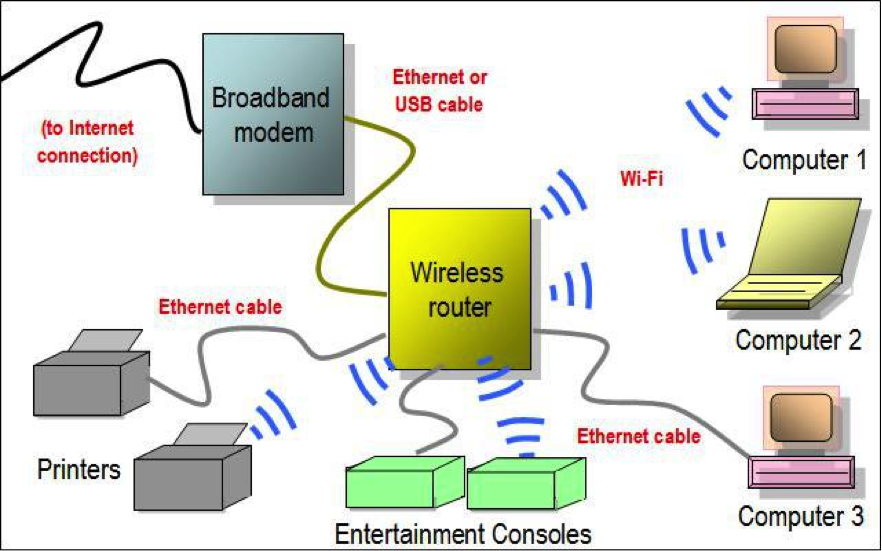 Broadband
modem
Ethernet or
USB cable
(to Internet
connection)
Computer 1
Wi-Fi
Wireless
router
Computer 2
Ethernet cable
Printers
Ethernet cable
Computer 3
Entertainment Consoles